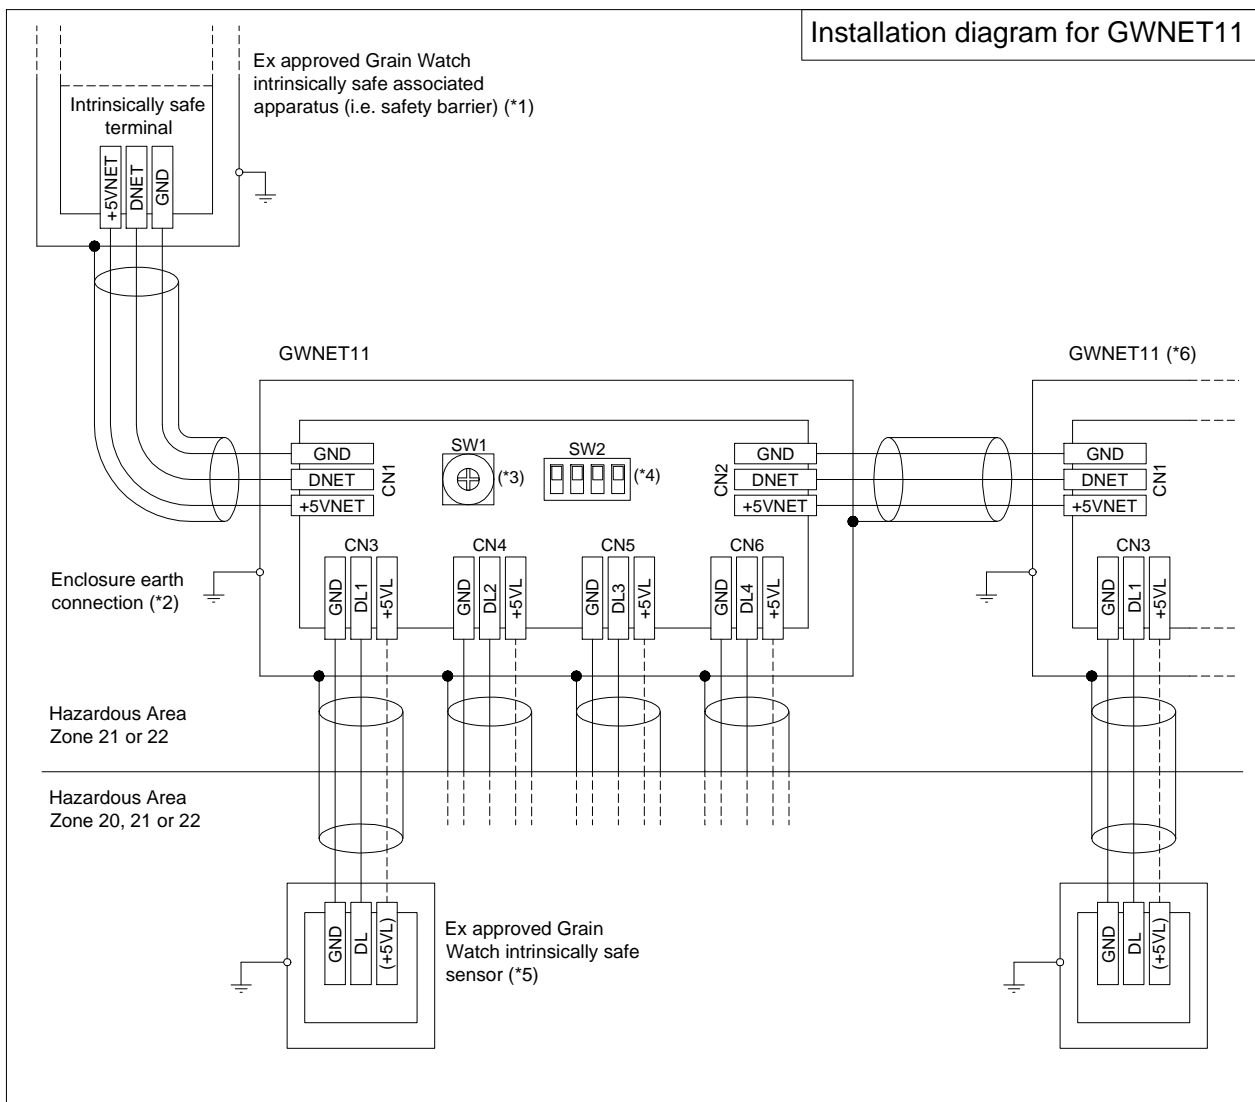 Installation diagram for GWNET11
Ex approved Grain Watch
intrinsically safe associated
apparatus (i.e. safety barrier) (*1)
Intrinsically safe
terminal
+5VNET
DNET
GND
GWNET11
GWNET11 (*6)
GND
DNET
+5VNET
CN1
SW1
(*3)
SW2
(*4)
CN2
GND
DNET
+5VNET
GND
DNET
+5VNET
CN1
CN3
GND
DL1
+5VL
CN4
GND
DL2
+5VL
CN5
GND
DL3
+5VL
CN6
GND
DL4
+5VL
CN3
GND
DL1
+5VL
Enclosure earth
connection (*2)
Hazardous Area
Zone 21 or 22
Hazardous Area
Zone 20, 21 or 22
GND
DL
(+5VL)
Ex approved Grain
Watch intrinsically safe
sensor (*5)
GND
DL
(+5VL)